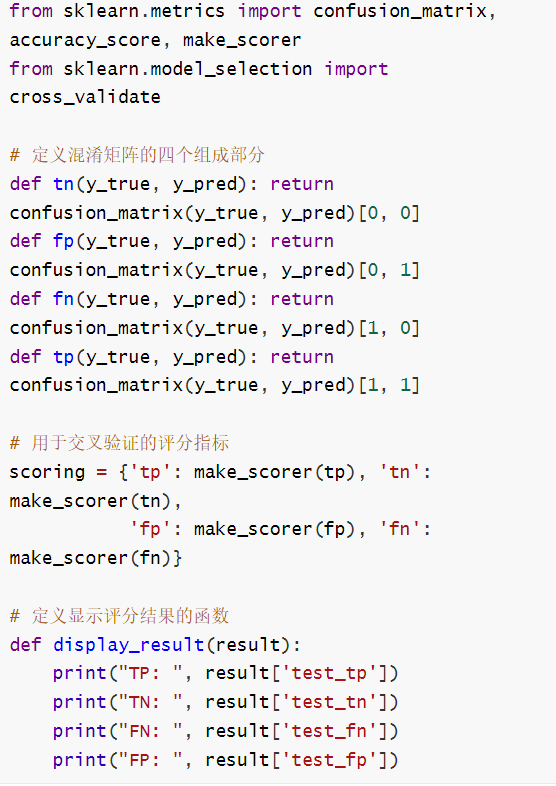 from sklearn.metrics import confusion_matrix,
accuracy_score, make_scorer
from sklearn.model_selection import
cross_validate
# 定义混淆矩阵的四个组成部分
def tn(y_true, y_pred): return
confusion_matrix(y_true, y_pred)[0, 0]
def fp(y_true, y_pred): return
confusion_matrix(y_true, y_pred)[0, 1]
def fn(y_true, y_pred): return
confusion_matrix(y_true, y_pred)[1, 0]
def tp(y_true, y_pred): return
confusion_matrix(y_true, y_pred)[1, 1]
# 用于交叉验证的评分指标
scoring = {'tp': make_scorer(tp), 'tn':
make_scorer(tn),
'fp': make_scorer(fp), 'fn':
make_scorer(fn)}
# 定义显示评分结果的函数
def display_result(result):
print("TP: ", result['test_tp'])
print("TN: ", result['test_tn'])
print("FN: ", result['test_fn'])
print("FP: ", result['test_fp'])